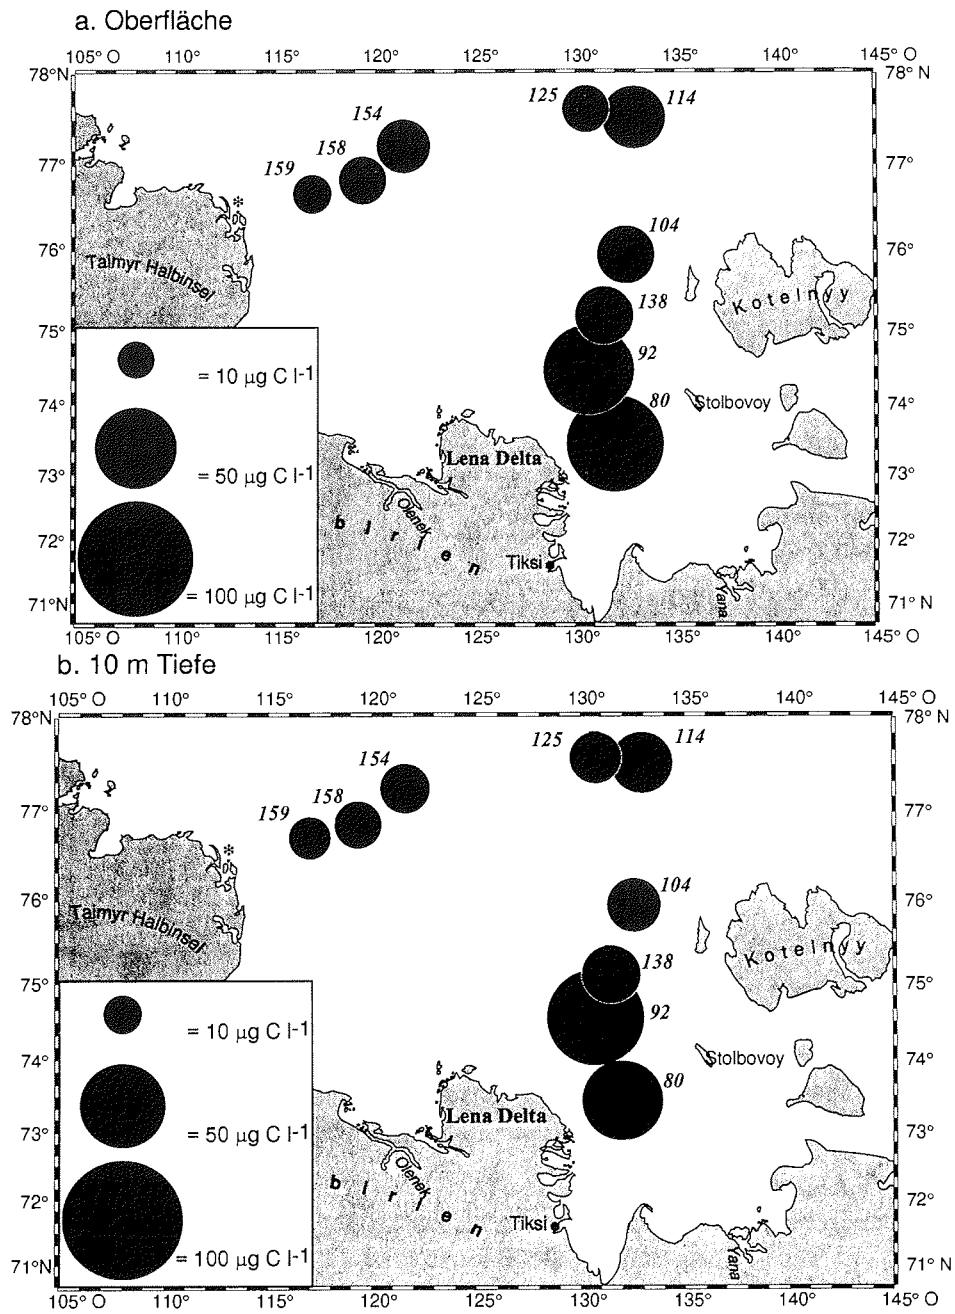 a. Oberfläche
105° O 110° 115° 120° 125° 130° 135° 140° 145° O
78°N 78° N
125 114
154
158
159
77° 77°
*
104
76° 76°
Taimyr Halbinsel
Kotelnyy
138
75° 75°
92
= 10 µg C l-1
80
Stolbovoy
74° 74°
Lena Delta
73° 73°
= 50 µg C l-1
Olenek
b i r i e n
72° 72°
Tiksi
Yana
= 100 µg C l-1
71°N 71° N
105° O 110° 115° 120° 125° 130° 135° 140° 145° O
b. 10 m Tiefe
105° O 110° 115° 120° 125° 130° 135° 140° 145° O
78°N 78° N
125 114
154
158
159
77° 77°
*
104
76° 76°
Taimyr Halbinsel
Kotelnyy
138
75° 75°
92
= 10 µg C l-1
74° 74°
Stolbovoy
80
Lena Delta
73° 73°
= 50 µg C l-1
Olenek
b i r i e n
72° 72°
Tiksi
Yana
= 100 µg C l-1
71°N 71° N
105° O 110° 115° 120° 125° 130° 135° 140° 145° O